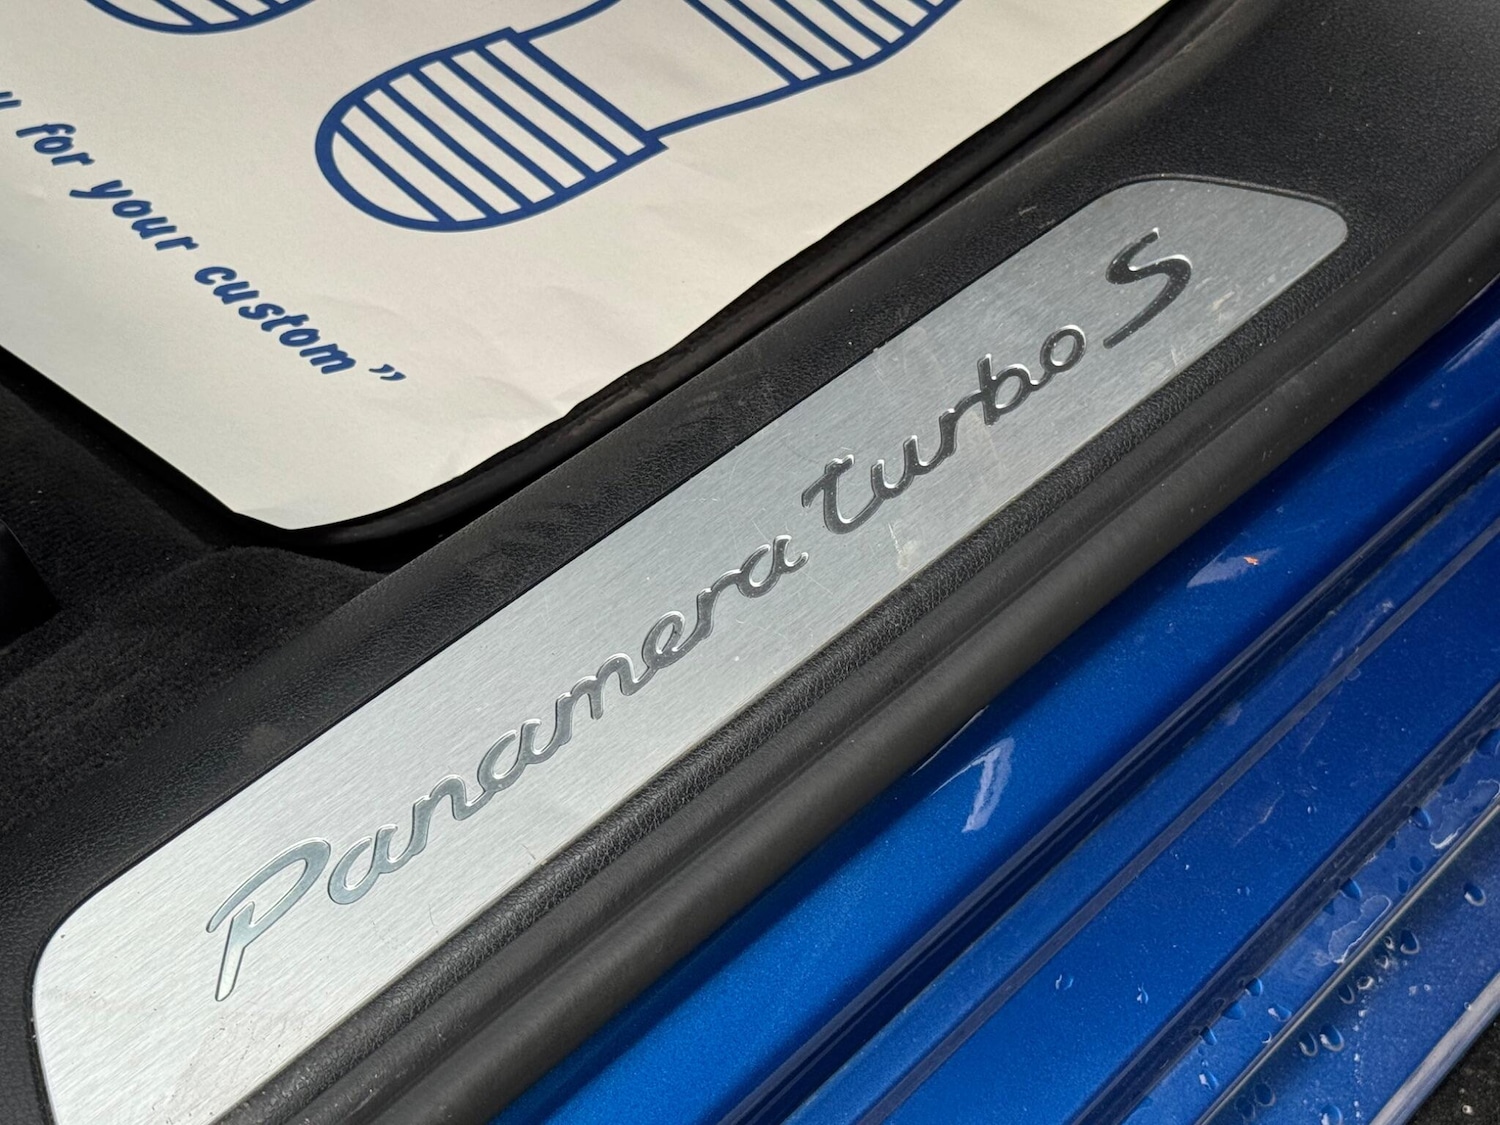 " for your custom”
Panamera turbo S